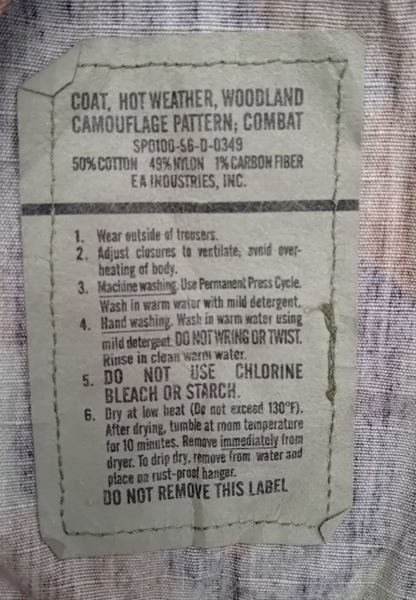 COAT, HOT WEATHER, WOODLAND
CAMOUFLAGE PATTERN; COMBAT
SP0100-S6-D-0349
50% COTTON 49% NYLON 1% CARBON FIBER
EA INDUSTRIES, INC.
1. Wear outside of trousers.
2. Adjust closures to ventilate; avoid over-
heating of body.
3. Machine washing. Use Permanent Press Cycle.
Wash in warm water with mild detergent.
4. Hand washing. Wash in warm water using
mild detergent. DO NOT WRING OR TWIST.
Rinse in clean warm water.
5. DO NOT USE CHLORINE
BLEACH OR STARCH.
6. Dry at low heat (Do not exceed 130°F).
After drying, tumble at room temperature
for 10 minutes. Remove immediately from
dryer. To drip dry, remove from water and
place on rust-proof hanger.
DO NOT REMOVE THIS LABEL